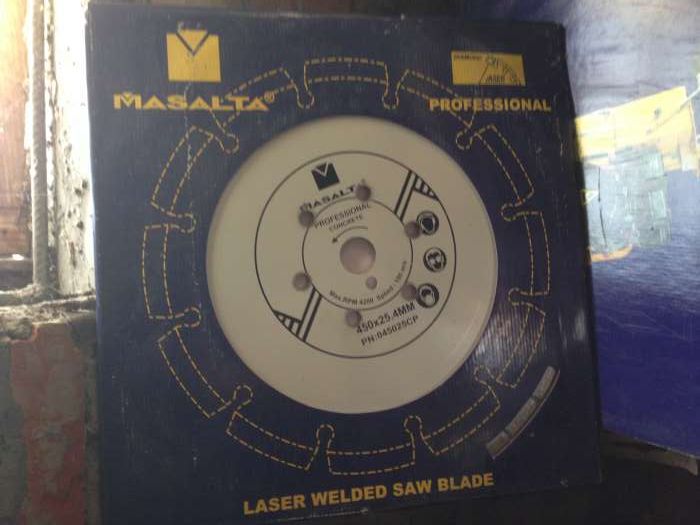 MASALTA®
PROFESSIONAL
MASALTA
PROFESSIONAL
CONCRETE
450x25.4MM
PN:045025CP
LASER WELDED SAW BLADE